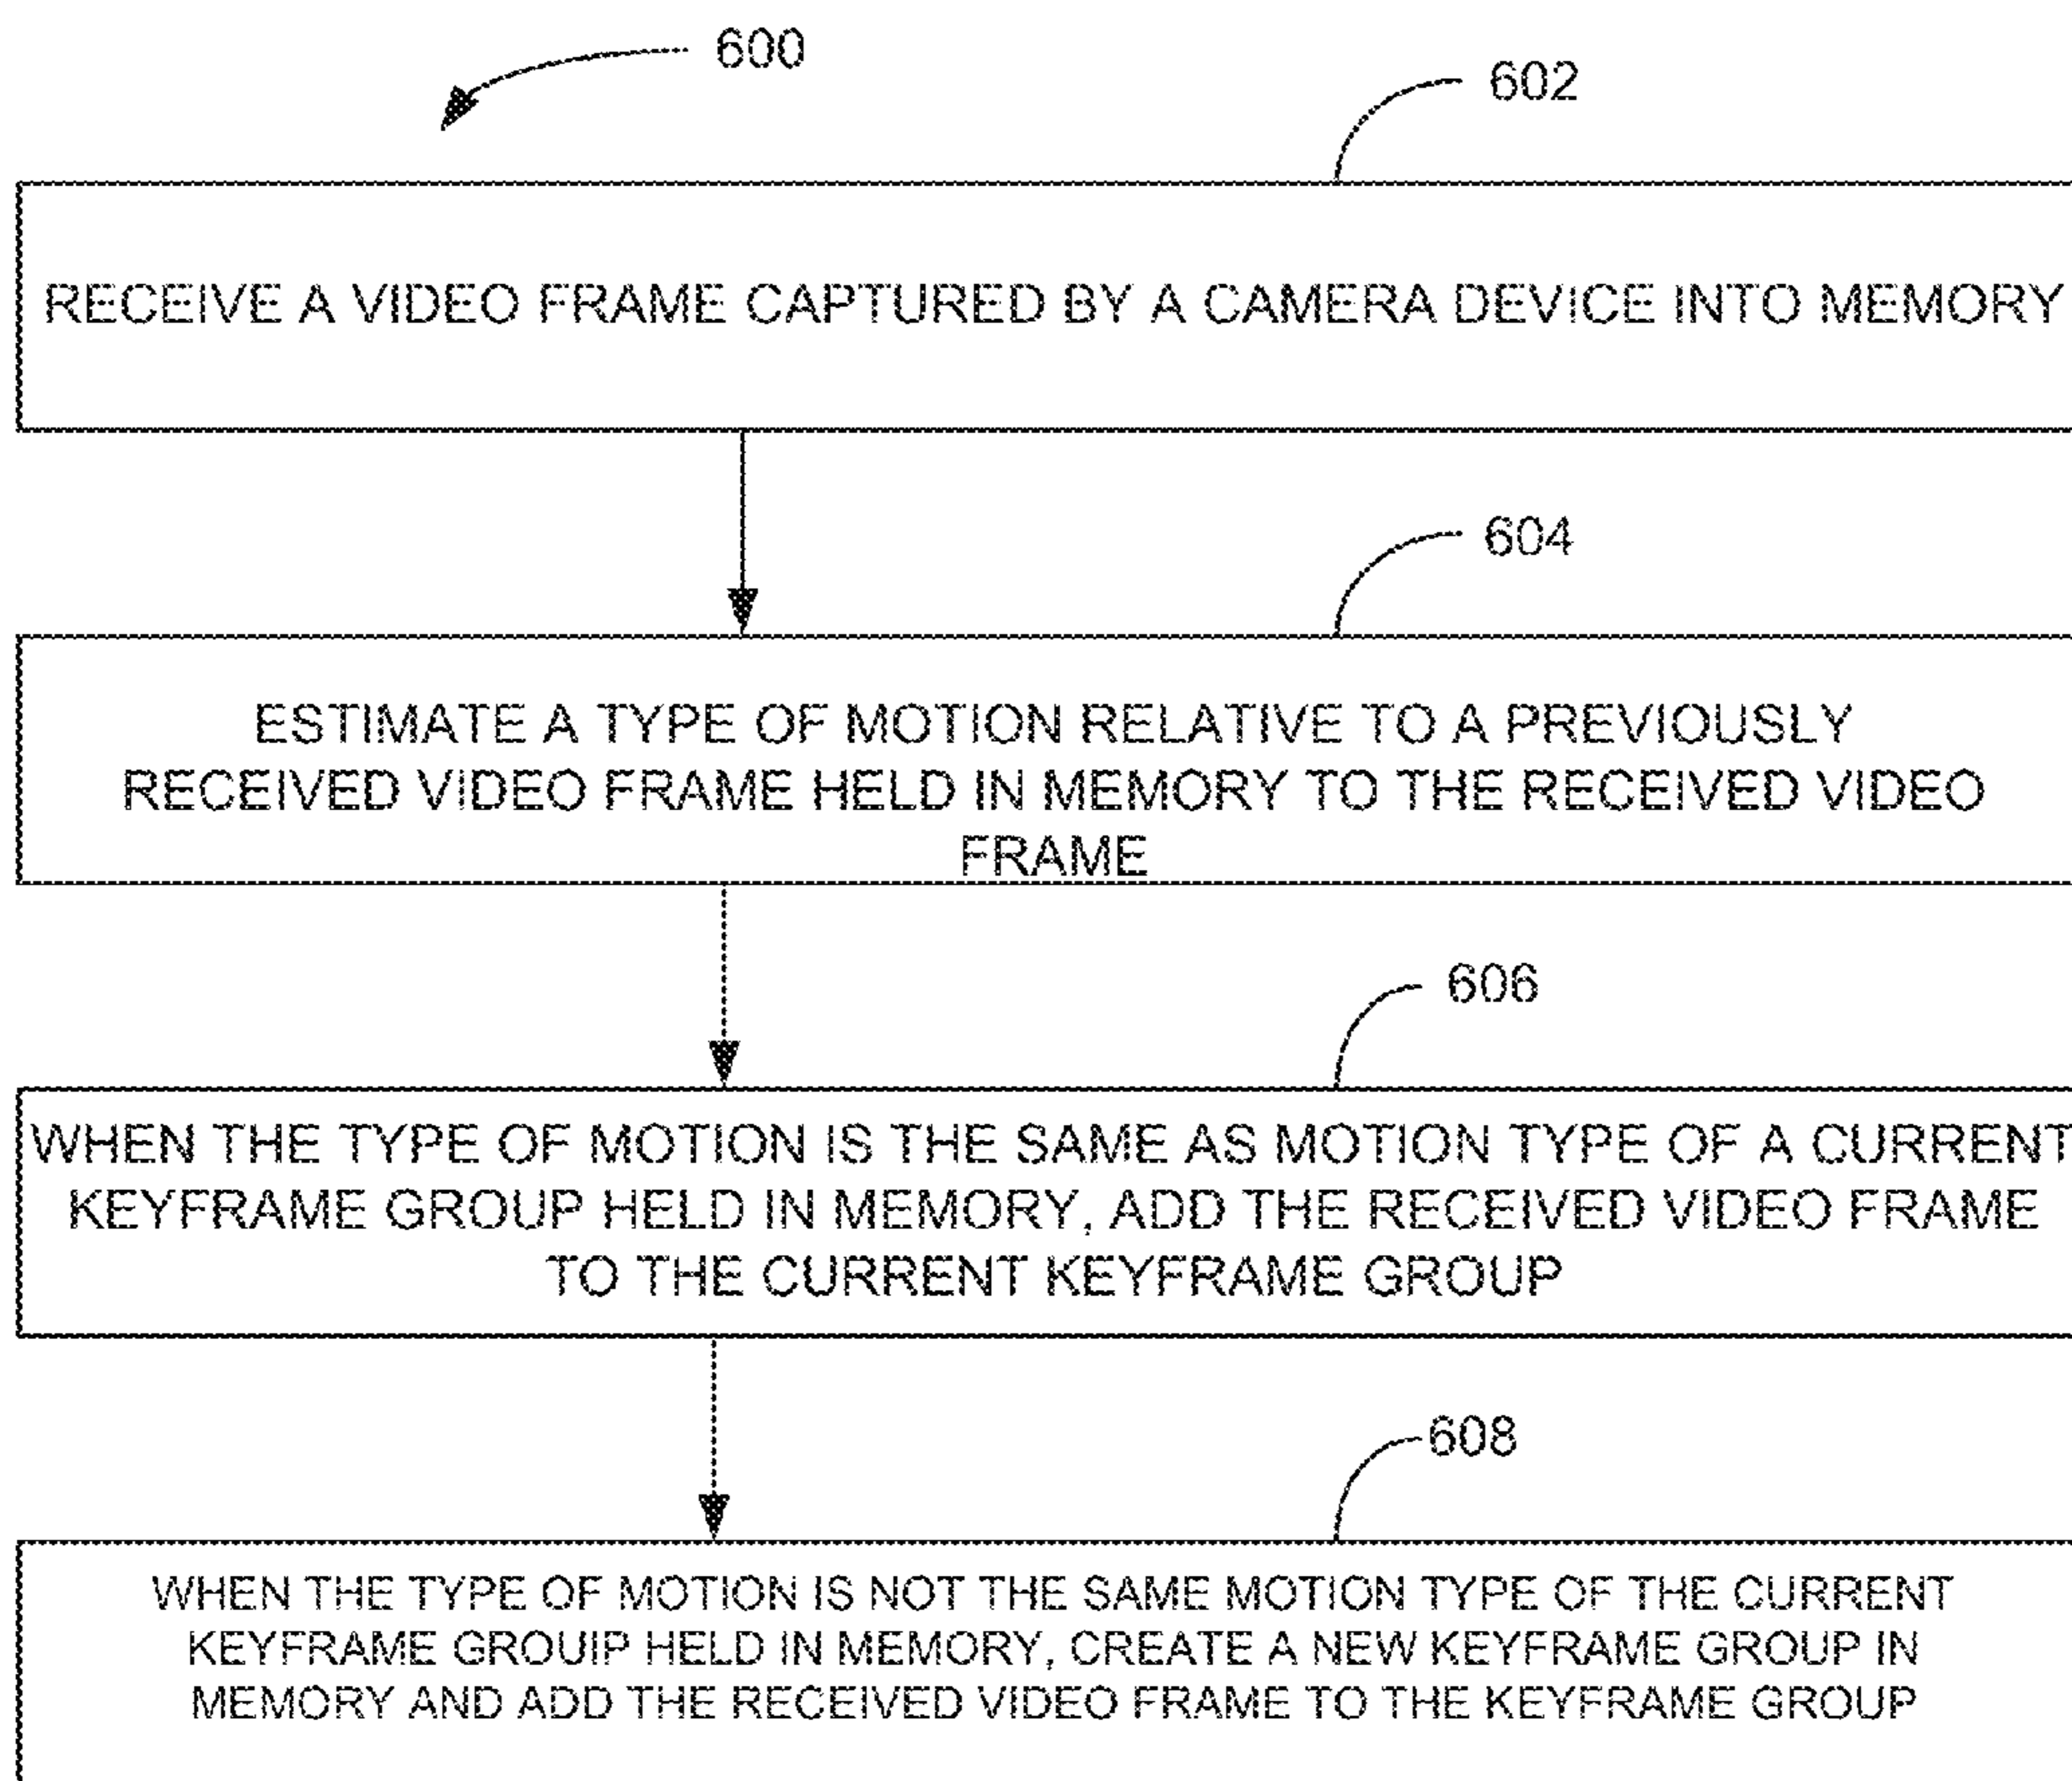 600
602
RECEIVE A VIDEO FRAME CAPTURED BY A CAMERA DEVICE INTO MEMORY
604
ESTIMATE A TYPE OF MOTION RELATIVE TO A PREVIOUSLY
RECEIVED VIDEO FRAME HELD IN MEMORY TO THE RECEIVED VIDEO
FRAME
606
WHEN THE TYPE OF MOTION IS THE SAME AS MOTION TYPE OF A CURRENT
KEYFRAME GROUP HELD IN MEMORY, ADD THE RECEIVED VIDEO FRAME
TO THE CURRENT KEYFRAME GROUP
608
WHEN THE TYPE OF MOTION IS NOT THE SAME MOTION TYPE OF THE CURRENT
KEYFRAME GROUIP HELD IN MEMORY, CREATE A NEW KEYFRAME GROUP IN
MEMORY AND ADD THE RECEIVED VIDEO FRAME TO THE KEYFRAME GROUP